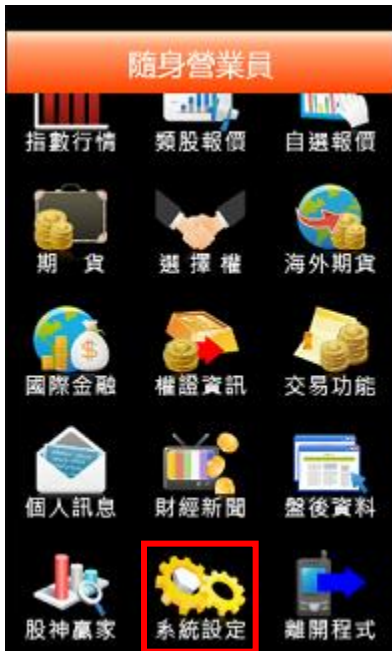 隨身營業員
指數行情 類股報價 自選報價
期 貨 選擇權 海外期貨
國際金融 權證資訊 交易功能
個人訊息 財經新聞 盤後資料
股神贏家 系統設定 離開程式